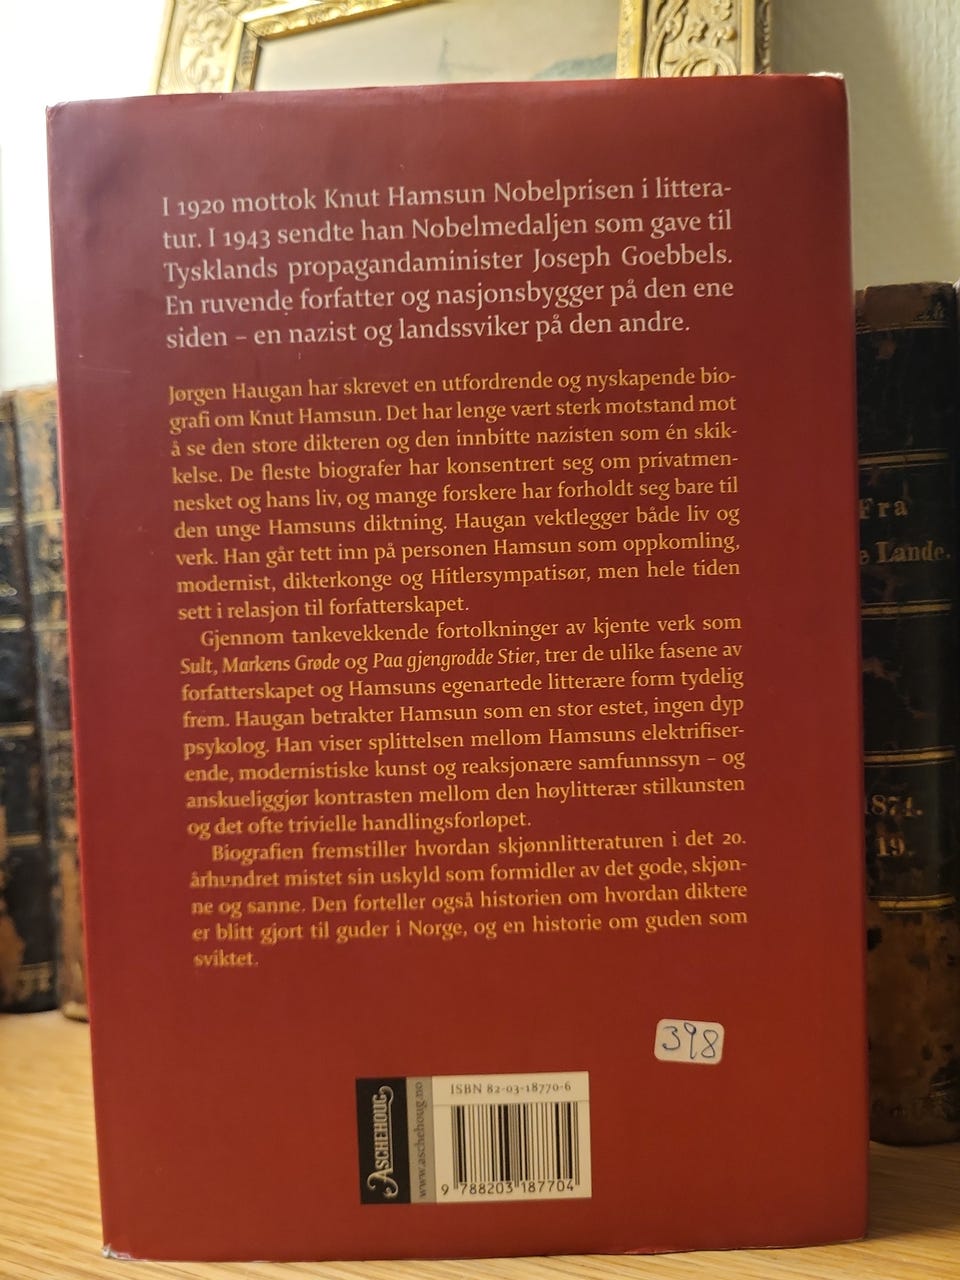 I 1920 mottok Knut Hamsun Nobelprisen i littera-
tur. I 1943 sendte han Nobelmedaljen som gave til
Tysklands propagandaminister Joseph Goebbels.
En ruvende forfatter og nasjonsbygger på den ene
siden – en nazist og landssviker på den andre.
Jørgen Haugan har skrevet en utfordrende og nyskapende bio-
grafi om Knut Hamsun. Det har lenge vært sterk motstand mot
å se den store dikteren og den innbitte nazisten som én skik-
kelse. De fleste biografer har konsentrert seg om privatmen-
nesket og hans liv, og mange forskere har forholdt seg bare til
den unge Hamsuns diktning. Haugan vektlegger både liv og
verk. Han går tett inn på personen Hamsun som oppkomling,
modernist, dikterkonge og Hitlersympatisør, men hele tiden
sett i relasjon til forfatterskapet.
Gjennom tankevekkende fortolkninger av kjente verk som
Sult, Markens Grøde og Paa gjengrodde Stier, trer de ulike fasene av
forfatterskapet og Hamsuns egenartede litterære form tydelig
frem. Haugan betrakter Hamsun som en stor estet, ingen dyp
psykolog. Han viser splittelsen mellom Hamsuns elektrifiser-
ende, modernistiske kunst og reaksjonære samfunnssyn – og
anskueliggjør kontrasten mellom den høylitterær stilkunsten
og det ofte trivielle handlingsforløpet.
Biografien fremstiller hvordan skjønnlitteraturen i det 20.
århundret mistet sin uskyld som formidler av det gode, skjøn-
ne og sanne. Den forteller også historien om hvordan diktere
er blitt gjort til guder i Norge, og en historie om guden som
sviktet.
398
ASCHEHOUG
www.aschehoug.no
ISBN 82-03-18770-6
9 788203 187704
Fra
Lande.
1874.
19.